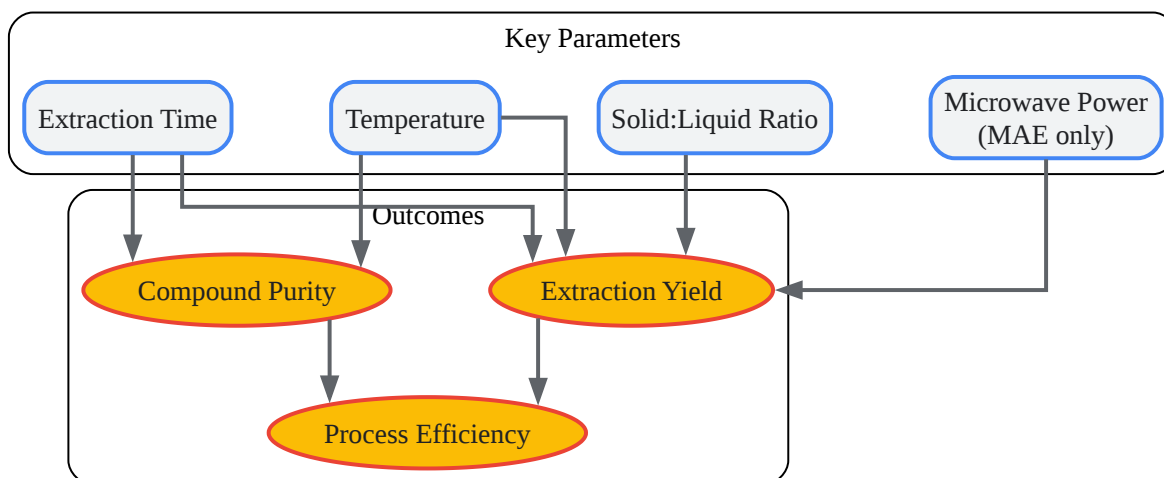 Key Parameters
Extraction Time
Temperature
Solid:Liquid Ratio
Microwave Power
(MAE only)
Outcomes
Compound Purity
Extraction Yield
Process Efficiency